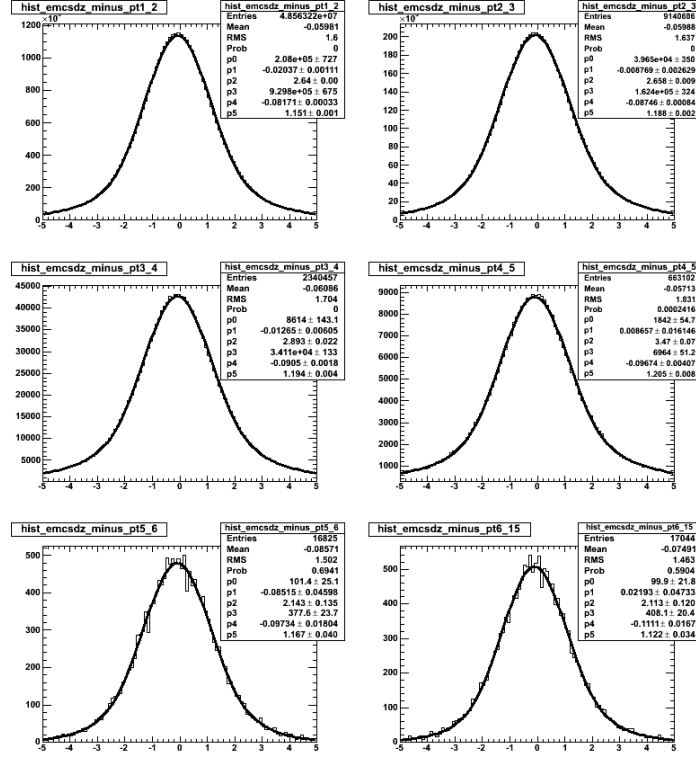 hist_emcsdz_minus_pt1_2
hist_emcsdz_minus_pt1_2
Entries 4.856322e+07
Mean -0.05981
RMS 1.6
Prob 0
p0 2.08e+05 ± 727
p1 -0.02037 ± 0.00111
p2 2.64 ± 0.00
p3 9.298e+05 ± 675
p4 -0.08171 ± 0.00033
p5 1.151 ± 0.001
1200
1000
800
600
400
200
0
-5 -4 -3 -2 -1 0 1 2 3 4 5
hist_emcsdz_minus_pt2_3
hist_emcsdz_minus_pt2_3
Entries 9140686
Mean -0.05988
RMS 1.637
Prob 0
p0 3.965e+04 ± 350
p1 -0.008769 ± 0.002629
p2 2.658 ± 0.009
p3 1.624e+05 ± 324
p4 -0.08746 ± 0.00084
p5 1.188 ± 0.002
200
180
160
140
120
100
80
60
40
20
0
-5 -4 -3 -2 -1 0 1 2 3 4 5
hist_emcsdz_minus_pt3_4
hist_emcsdz_minus_pt3_4
Entries 2340457
Mean -0.06086
RMS 1.704
Prob 0
p0 8614 ± 143.1
p1 -0.01265 ± 0.00605
p2 2.893 ± 0.022
p3 3.411e+04 ± 133
p4 -0.0905 ± 0.0018
p5 1.194 ± 0.004
45000
40000
35000
30000
25000
20000
15000
10000
5000
-5 -4 -3 -2 -1 0 1 2 3 4 5
hist_emcsdz_minus_pt4_5
hist_emcsdz_minus_pt4_5
Entries 663102
Mean -0.05713
RMS 1.831
Prob 0.0002416
p0 1842 ± 54.7
p1 0.008657 ± 0.016146
p2 3.47 ± 0.07
p3 6964 ± 51.2
p4 -0.09674 ± 0.00407
p5 1.205 ± 0.008
9000
8000
7000
6000
5000
4000
3000
2000
1000
-5 -4 -3 -2 -1 0 1 2 3 4 5
hist_emcsdz_minus_pt5_6
hist_emcsdz_minus_pt5_6
Entries 16825
Mean -0.08571
RMS 1.502
Prob 0.6941
p0 101.4 ± 25.1
p1 -0.08515 ± 0.04598
p2 2.143 ± 0.135
p3 377.6 ± 23.7
p4 -0.09734 ± 0.01804
p5 1.167 ± 0.040
500
400
300
200
100
0
-5 -4 -3 -2 -1 0 1 2 3 4 5
hist_emcsdz_minus_pt6_15
hist_emcsdz_minus_pt6_15
Entries 17044
Mean -0.07491
RMS 1.463
Prob 0.5904
p0 99.9 ± 21.8
p1 0.02193 ± 0.04733
p2 2.113 ± 0.120
p3 408.1 ± 20.4
p4 -0.1111 ± 0.0167
p5 1.122 ± 0.034
500
400
300
200
100
0
-5 -4 -3 -2 -1 0 1 2 3 4 5